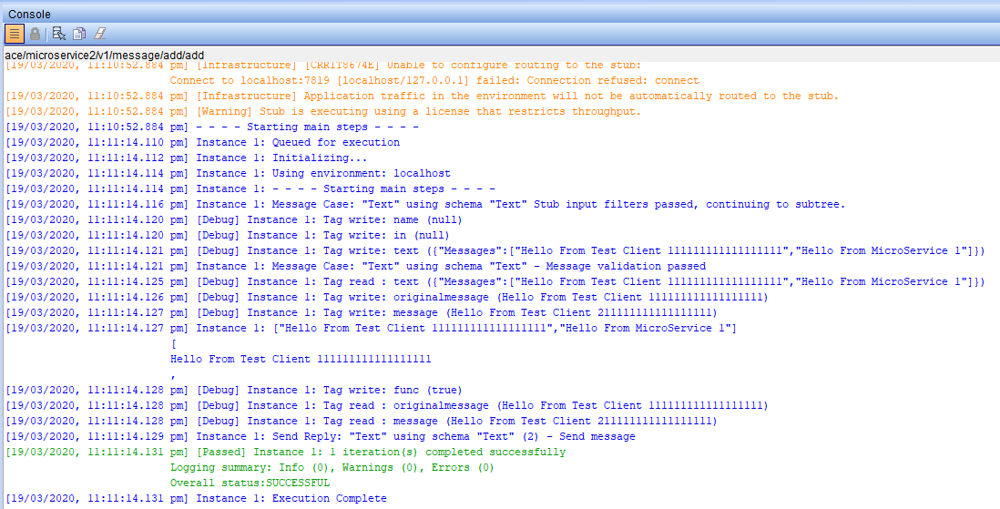 Console
ace/microservice2/v1/message/add/add
[19/03/2020, 11:10:52.884 pm] [Infrastructure] [CRRIT8674E] Unable to configure routing to the stub:
Connect to localhost:7819 [localhost/127.0.0.1] failed: Connection refused: connect
[19/03/2020, 11:10:52.884 pm] [Infrastructure] Application traffic in the environment will not be automatically routed to the stub.
[19/03/2020, 11:10:52.884 pm] [Warning] Stub is executing using a license that restricts throughput.
[19/03/2020, 11:10:52.884 pm] - - - - Starting main steps - - - -
[19/03/2020, 11:11:14.110 pm] Instance 1: Queued for execution
[19/03/2020, 11:11:14.112 pm] Instance 1: Initializing...
[19/03/2020, 11:11:14.114 pm] Instance 1: Using environment: localhost
[19/03/2020, 11:11:14.114 pm] Instance 1: - - - - Starting main steps - - - -
[19/03/2020, 11:11:14.116 pm] Instance 1: Message Case: "Text" using schema "Text" Stub input filters passed, continuing to subtree.
[19/03/2020, 11:11:14.120 pm] [Debug] Instance 1: Tag write: name (null)
[19/03/2020, 11:11:14.120 pm] [Debug] Instance 1: Tag write: in (null)
[19/03/2020, 11:11:14.121 pm] [Debug] Instance 1: Tag write: text ({"Messages":["Hello From Test Client 111111111111111111","Hello From MicroService 1"]})
[19/03/2020, 11:11:14.121 pm] Instance 1: Message Case: "Text" using schema "Text" - Message validation passed
[19/03/2020, 11:11:14.125 pm] [Debug] Instance 1: Tag read : text ({"Messages":["Hello From Test Client 111111111111111111","Hello From MicroService 1"]})
[19/03/2020, 11:11:14.126 pm] [Debug] Instance 1: Tag write: originalmessage (Hello From Test Client 111111111111111111)
[19/03/2020, 11:11:14.127 pm] [Debug] Instance 1: Tag write: message (Hello From Test Client 211111111111111111)
[19/03/2020, 11:11:14.127 pm] Instance 1: ["Hello From Test Client 111111111111111111","Hello From MicroService 1"]
[
Hello From Test Client 111111111111111111
,
[19/03/2020, 11:11:14.128 pm] [Debug] Instance 1: Tag write: func (true)
[19/03/2020, 11:11:14.128 pm] [Debug] Instance 1: Tag read : originalmessage (Hello From Test Client 111111111111111111)
[19/03/2020, 11:11:14.128 pm] [Debug] Instance 1: Tag read : message (Hello From Test Client 211111111111111111)
[19/03/2020, 11:11:14.129 pm] Instance 1: Send Reply: "Text" using schema "Text" (2) - Send message
[19/03/2020, 11:11:14.131 pm] [Passed] Instance 1: 1 iteration(s) completed successfully
Logging summary: Info (0), Warnings (0), Errors (0)
Overall status:SUCCESSFUL
[19/03/2020, 11:11:14.131 pm] Instance 1: Execution Complete